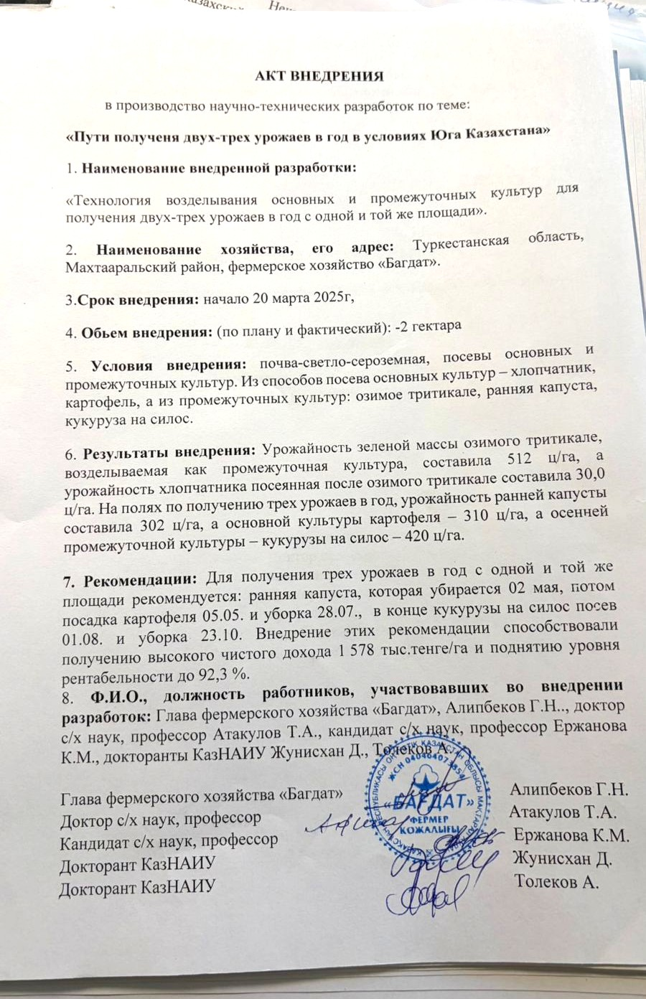 АКТ ВНЕДРЕНИЯ
в производство научно-технических разработок по теме:
«Пути полученя двух-трех урожаев в год в условиях Юга Казахстана»
1. Наименование внедренной разработки:
«Технология возделывания основных и промежуточных культур для
получения двух-трех урожаев в год с одной и той же площади».
2. Наименование хозяйства, его адрес: Туркестанская область,
Махтааральский район, фермерское хозяйство «Багдат».
3.Срок внедрения: начало 20 марта 2025г,
4. Обьем внедрения: (по плану и фактический): -2 гектара
5. Условия внедрения: почва-светло-сероземная, посевы основных и
промежуточных культур. Из способов посева основных культур – хлопчатник,
картофель, а из промежуточных культур: озимое тритикале, ранняя капуста,
кукуруза на силос.
6. Результаты внедрения: Урожайность зеленой массы озимого тритикале,
возделываемая как промежуточная культура, составила 512 ц/га, а
урожайность хлопчатника посеянная после озимого тритикале составила 30,0
ц/га. На полях по получению трех урожаев в год, урожайность ранней капусты
составила 302 ц/га, а основной культуры картофеля – 310 ц/га, а осенней
промежуточной культуры – кукурузы на силос – 420 ц/га.
7. Рекомендации: Для получения трех урожаев в год с одной и той же
площади рекомендуется: ранняя капуста, которая убирается 02 мая, потом
посадка картофеля 05.05. и уборка 28.07., в конце кукурузы на силос посев
01.08. и уборка 23.10. Внедрение этих рекомендации способствовали
получению высокого чистого дохода 1 578 тыс.тенге/га и поднятию уровня
рентабельности до 92,3 %.
8. Ф.И.О., должность работников, участвовавших во внедрении
разработок: Глава фермерского хозяйства «Багдат», Алипбеков Г.Н.., доктор
с/х наук, профессор Атакулов Т.А., кандидат с/х наук, профессор Ержанова
К.М., докторанты КазНАИУ Жунисхан Д., Толеков А.
Глава фермерского хозяйства «Багдат» Алипбеков Г.Н.
Доктор с/х наук, профессор Атакулов Т.А.
Кандидат с/х наук, профессор Ержанова К.М.
Докторант КазНАИУ Жунисхан Д.
Докторант КазНАИУ Толеков А.
«БАГДАТ»
ФЕРМЕР
ҚОЖАЛЫҒЫ